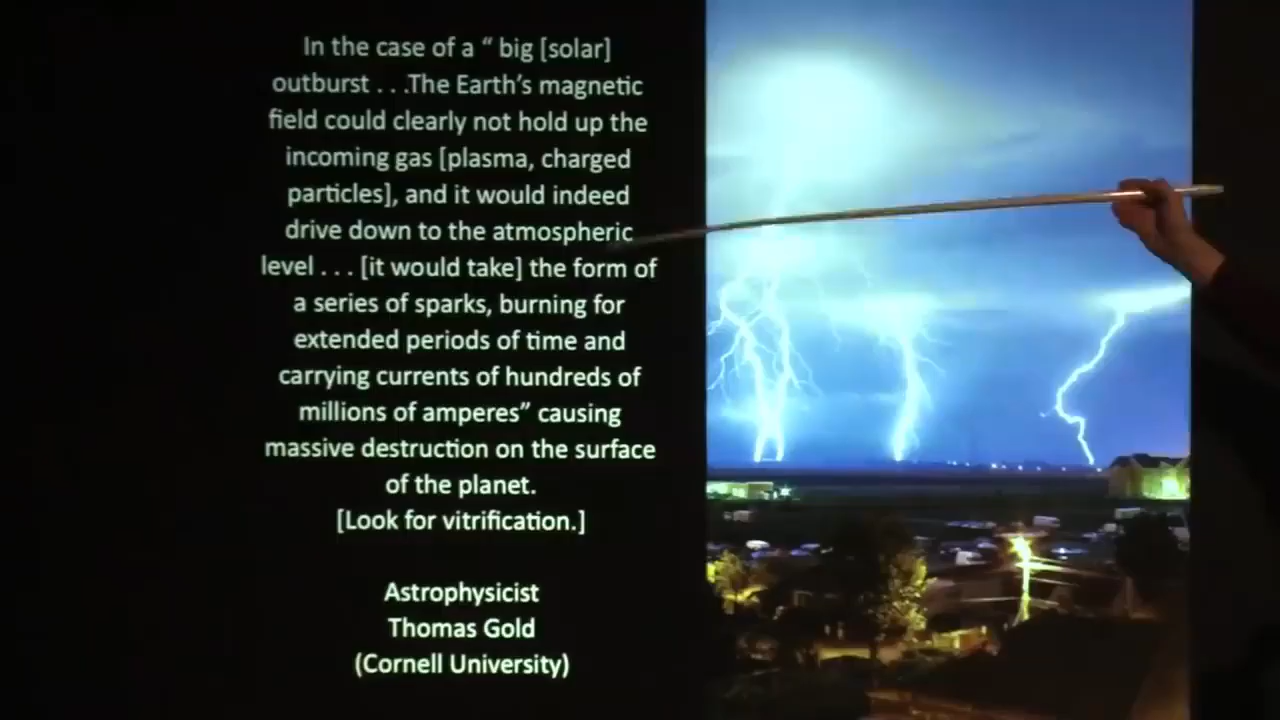 In the case of a “ big [solar]
outburst . . .The Earth’s magnetic
field could clearly not hold up the
incoming gas [plasma, charged
particles], and it would indeed
drive down to the atmospheric
level . . . [it would take] the form of
a series of sparks, burning for
extended periods of time and
carrying currents of hundreds of
millions of amperes” causing
massive destruction on the surface
of the planet.
[Look for vitrification.]
Astrophysicist
Thomas Gold
(Cornell University)